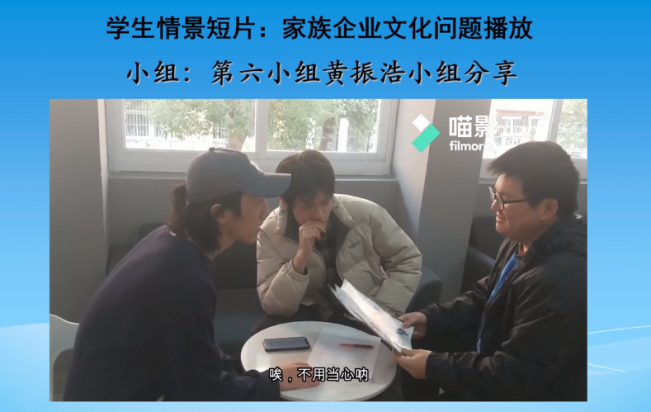 学生情景短片：家族企业文化问题播放
小组：第六小组黄振浩小组分享
喵影
filmora
唉，不用当心呐